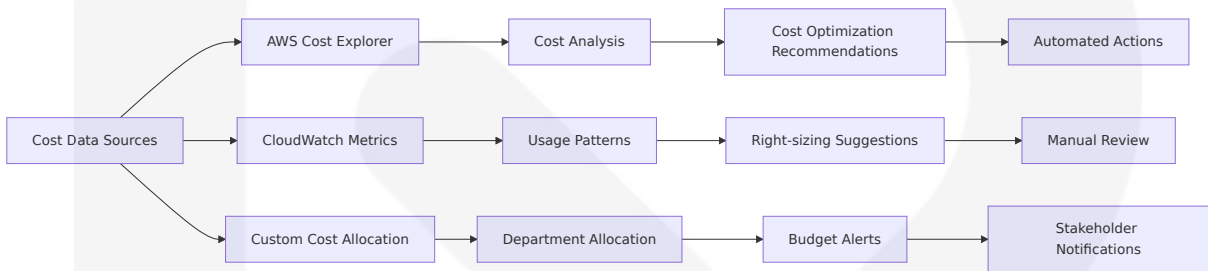 AWS Cost Explorer
Cost Analysis
Cost Optimization
Recommendations
Automated Actions
Cost Data Sources
CloudWatch Metrics
Usage Patterns
Right-sizing Suggestions
Manual Review
Custom Cost Allocation
Department Allocation
Budget Alerts
Stakeholder
Notifications